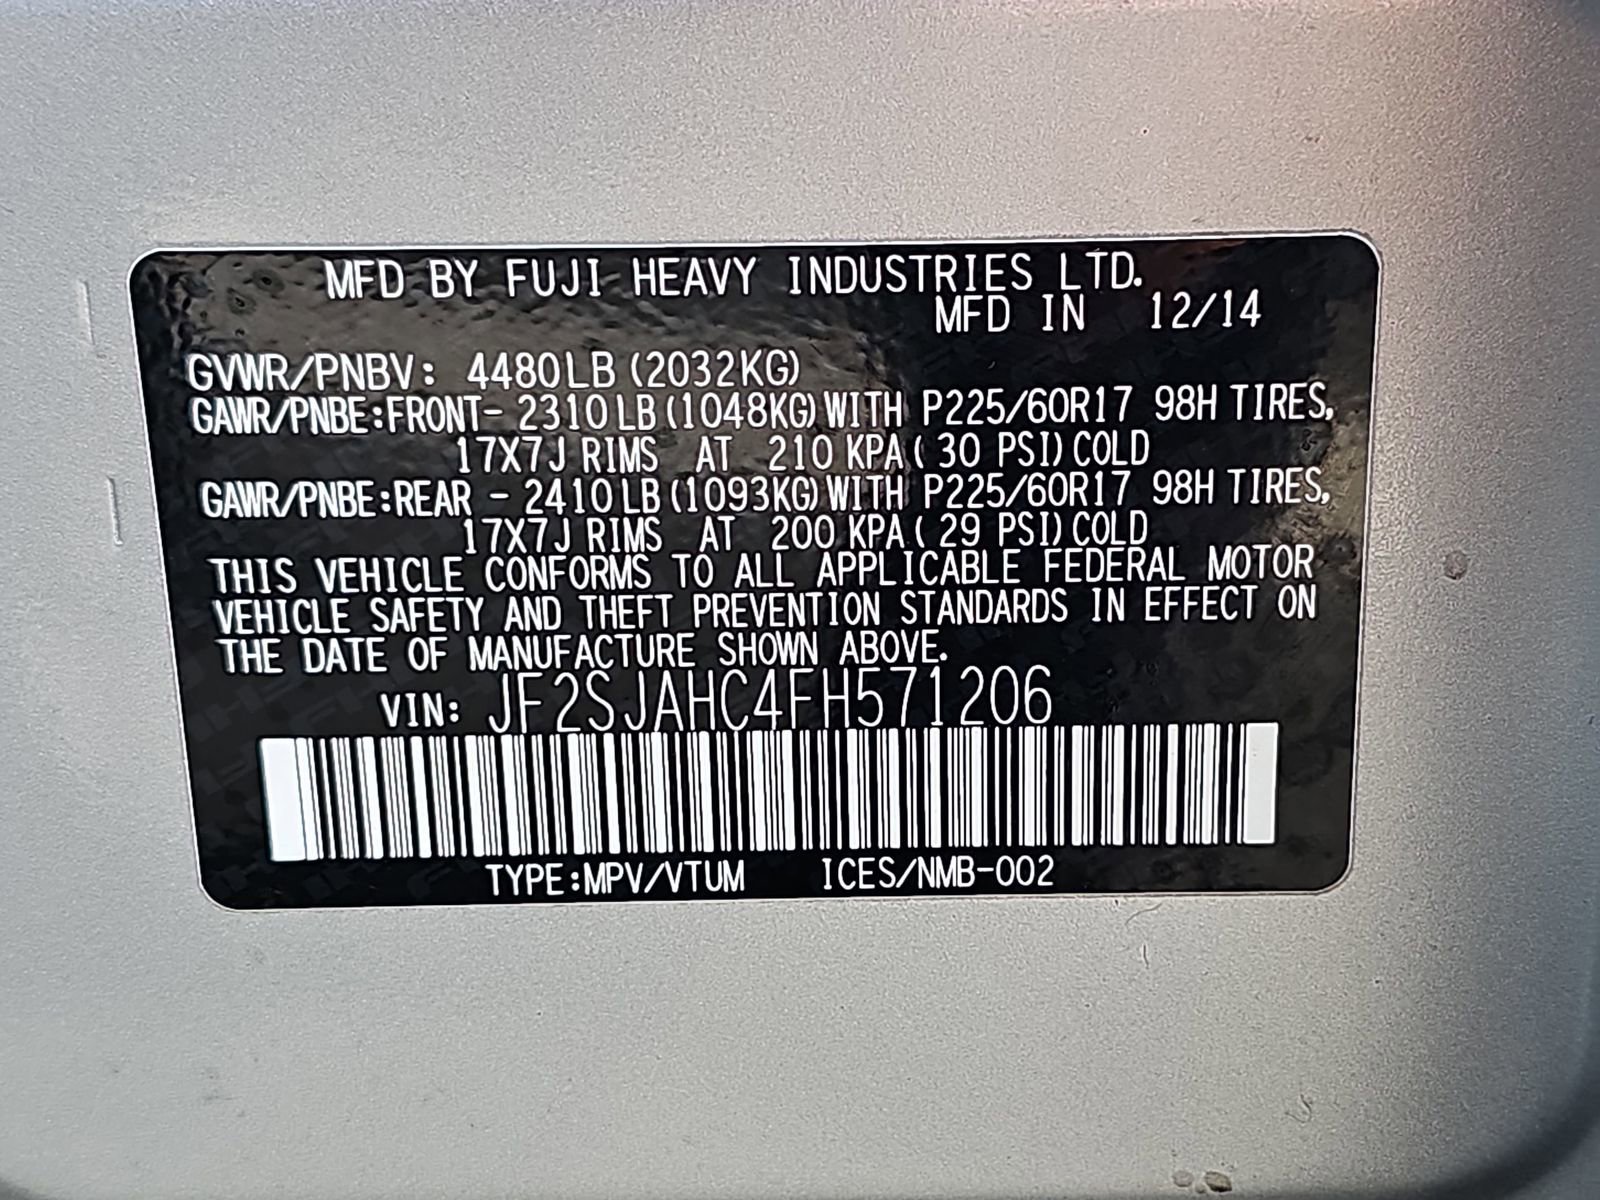 MFD BY FUJI HEAVY INDUSTRIES LTD.
MFD IN 12/14
GVWR/PNBV: 4480LB (2032KG)
GAWR/PNBE:FRONT- 2310LB(1048KG)WITH P225/60R17 98H TIRES,
17X7J RIMS AT 210 KPA( 30 PSI)COLD
GAWR/PNBE:REAR - 2410LB(1093KG)WITH P225/60R17 98H TIRES,
17X7J RIMS AT 200 KPA( 29 PSI)COLD
THIS VEHICLE CONFORMS TO ALL APPLICABLE FEDERAL MOTOR
VEHICLE SAFETY AND THEFT PREVENTION STANDARDS IN EFFECT ON
THE DATE OF MANUFACTURE SHOWN ABOVE.
VIN: JF2SJAHC4FH571206
TYPE:MPV/VTUM ICES/NMB-002